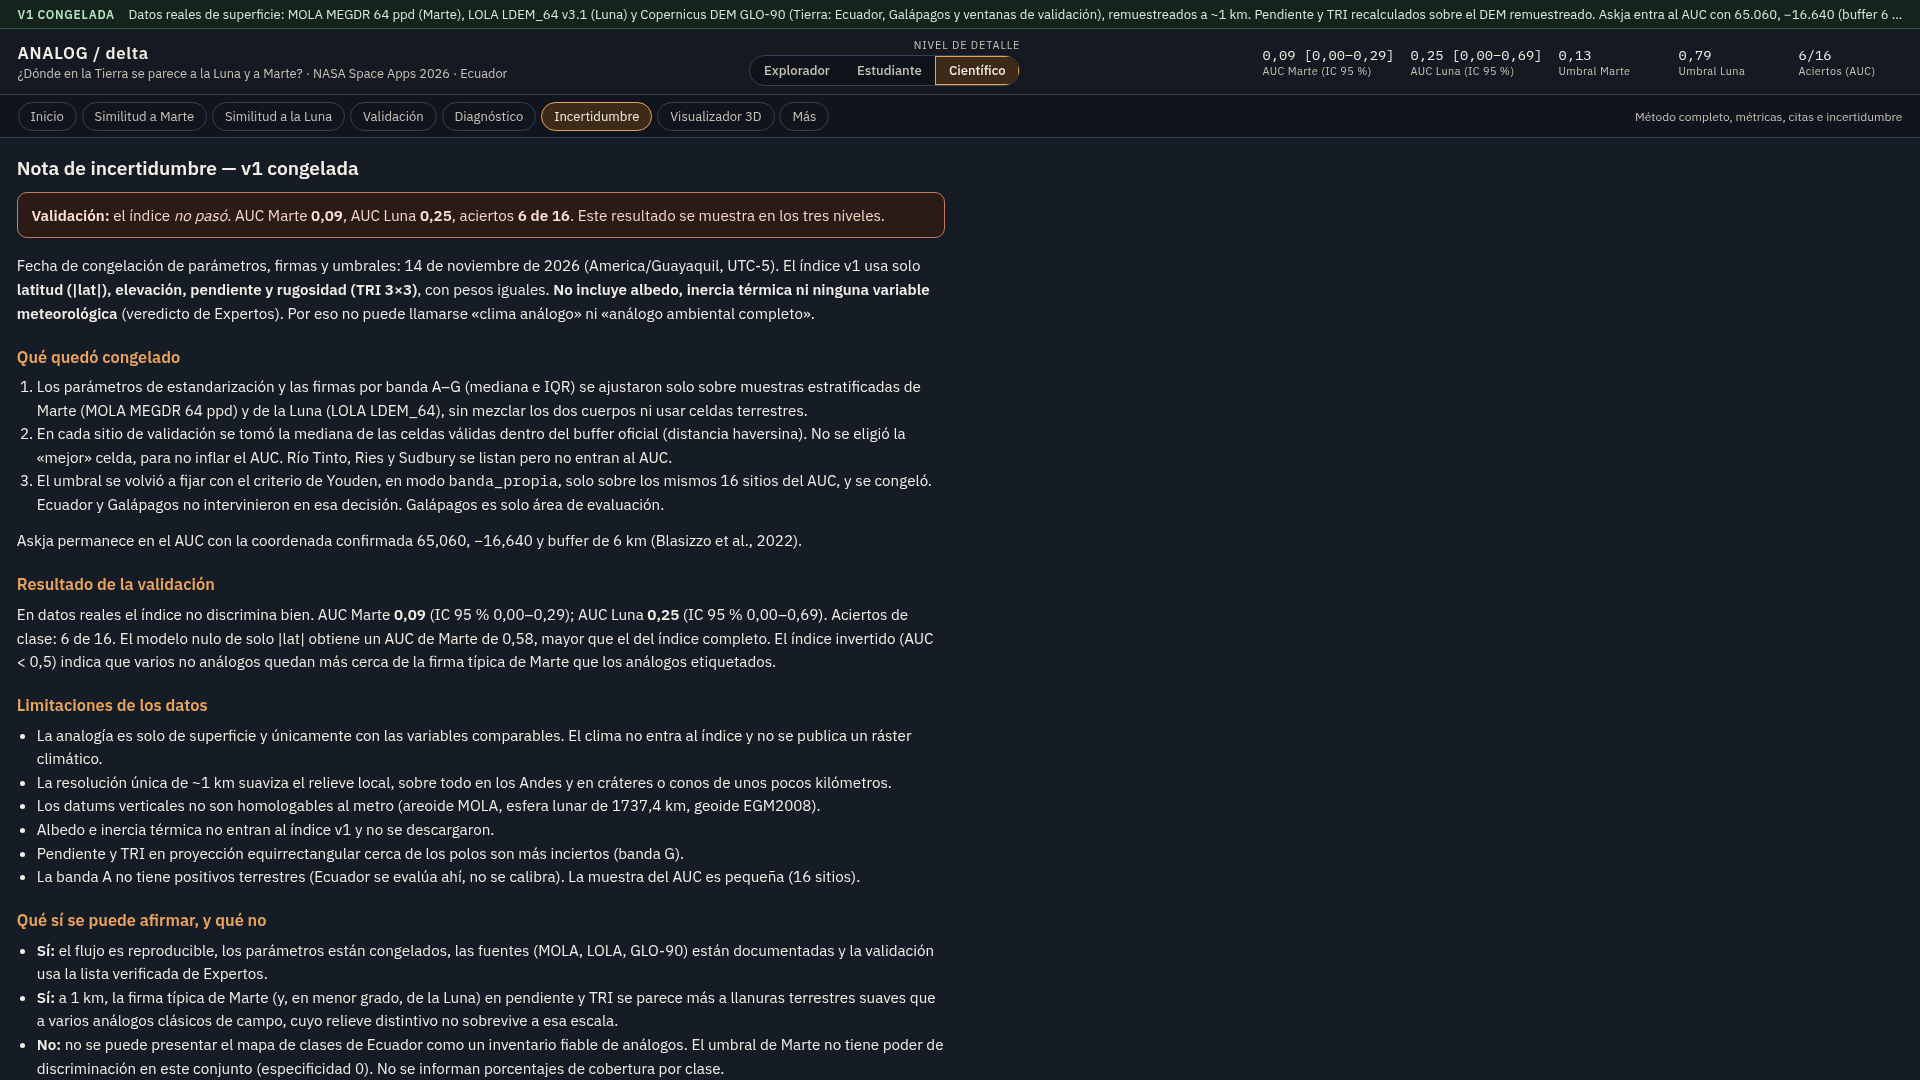 V1 CONGELADA Datos reales de superficie: MOLA MEGDR 64 ppd (Marte), LOLA LDEM_64 v3.1 (Luna) y Copernicus DEM GLO-90 (Tierra: Ecuador, Galápagos y ventanas de validación), remuestreados a ~1 km. Pendiente y TRI recalculados sobre el DEM remuestreado. Askja entra al AUC con 65.060, −16.640 (buffer 6 ...
ANALOG / delta
¿Dónde en la Tierra se parece a la Luna y a Marte? · NASA Space Apps 2026 · Ecuador
NIVEL DE DETALLE
Explorador Estudiante Científico
0,09 [0,00–0,29] 0,25 [0,00–0,69] 0,13 0,79 6/16
AUC Marte (IC 95 %) AUC Luna (IC 95 %) Umbral Marte Umbral Luna Aciertos (AUC)
Inicio Similitud a Marte Similitud a la Luna Validación Diagnóstico Incertidumbre Visualizador 3D Más
Método completo, métricas, citas e incertidumbre
Nota de incertidumbre — v1 congelada
Validación: el índice no pasó. AUC Marte 0,09, AUC Luna 0,25, aciertos 6 de 16. Este resultado se muestra en los tres niveles.
Fecha de congelación de parámetros, firmas y umbrales: 14 de noviembre de 2026 (America/Guayaquil, UTC-5). El índice v1 usa solo
latitud (|lat|), elevación, pendiente y rugosidad (TRI 3×3), con pesos iguales. No incluye albedo, inercia térmica ni ninguna variable
meteorológica (veredicto de Expertos). Por eso no puede llamarse «clima análogo» ni «análogo ambiental completo».
Qué quedó congelado
1. Los parámetros de estandarización y las firmas por banda A–G (mediana e IQR) se ajustaron solo sobre muestras estratificadas de
Marte (MOLA MEGDR 64 ppd) y de la Luna (LOLA LDEM_64), sin mezclar los dos cuerpos ni usar celdas terrestres.
2. En cada sitio de validación se tomó la mediana de las celdas válidas dentro del buffer oficial (distancia haversina). No se eligió la
«mejor» celda, para no inflar el AUC. Río Tinto, Ries y Sudbury se listan pero no entran al AUC.
3. El umbral se volvió a fijar con el criterio de Youden, en modo banda_propia, solo sobre los mismos 16 sitios del AUC, y se congeló.
Ecuador y Galápagos no intervinieron en esa decisión. Galápagos es solo área de evaluación.
Askja permanece en el AUC con la coordenada confirmada 65,060, −16,640 y buffer de 6 km (Blasizzo et al., 2022).
Resultado de la validación
En datos reales el índice no discrimina bien. AUC Marte 0,09 (IC 95 % 0,00–0,29); AUC Luna 0,25 (IC 95 % 0,00–0,69). Aciertos de
clase: 6 de 16. El modelo nulo de solo |lat| obtiene un AUC de Marte de 0,58, mayor que el del índice completo. El índice invertido (AUC
< 0,5) indica que varios no análogos quedan más cerca de la firma típica de Marte que los análogos etiquetados.
Limitaciones de los datos
• La analogía es solo de superficie y únicamente con las variables comparables. El clima no entra al índice y no se publica un ráster
climático.
• La resolución única de ~1 km suaviza el relieve local, sobre todo en los Andes y en cráteres o conos de unos pocos kilómetros.
• Los datums verticales no son homologables al metro (areoide MOLA, esfera lunar de 1737,4 km, geoide EGM2008).
• Albedo e inercia térmica no entran al índice v1 y no se descargaron.
• Pendiente y TRI en proyección equirrectangular cerca de los polos son más inciertos (banda G).
• La banda A no tiene positivos terrestres (Ecuador se evalúa ahí, no se calibra). La muestra del AUC es pequeña (16 sitios).
Qué sí se puede afirmar, y qué no
• Sí: el flujo es reproducible, los parámetros están congelados, las fuentes (MOLA, LOLA, GLO-90) están documentadas y la validación
usa la lista verificada de Expertos.
• Sí: a 1 km, la firma típica de Marte (y, en menor grado, de la Luna) en pendiente y TRI se parece más a llanuras terrestres suaves que
a varios análogos clásicos de campo, cuyo relieve distintivo no sobrevive a esa escala.
• No: no se puede presentar el mapa de clases de Ecuador como un inventario fiable de análogos. El umbral de Marte no tiene poder de
discriminación en este conjunto (especificidad 0). No se informan porcentajes de cobertura por clase.